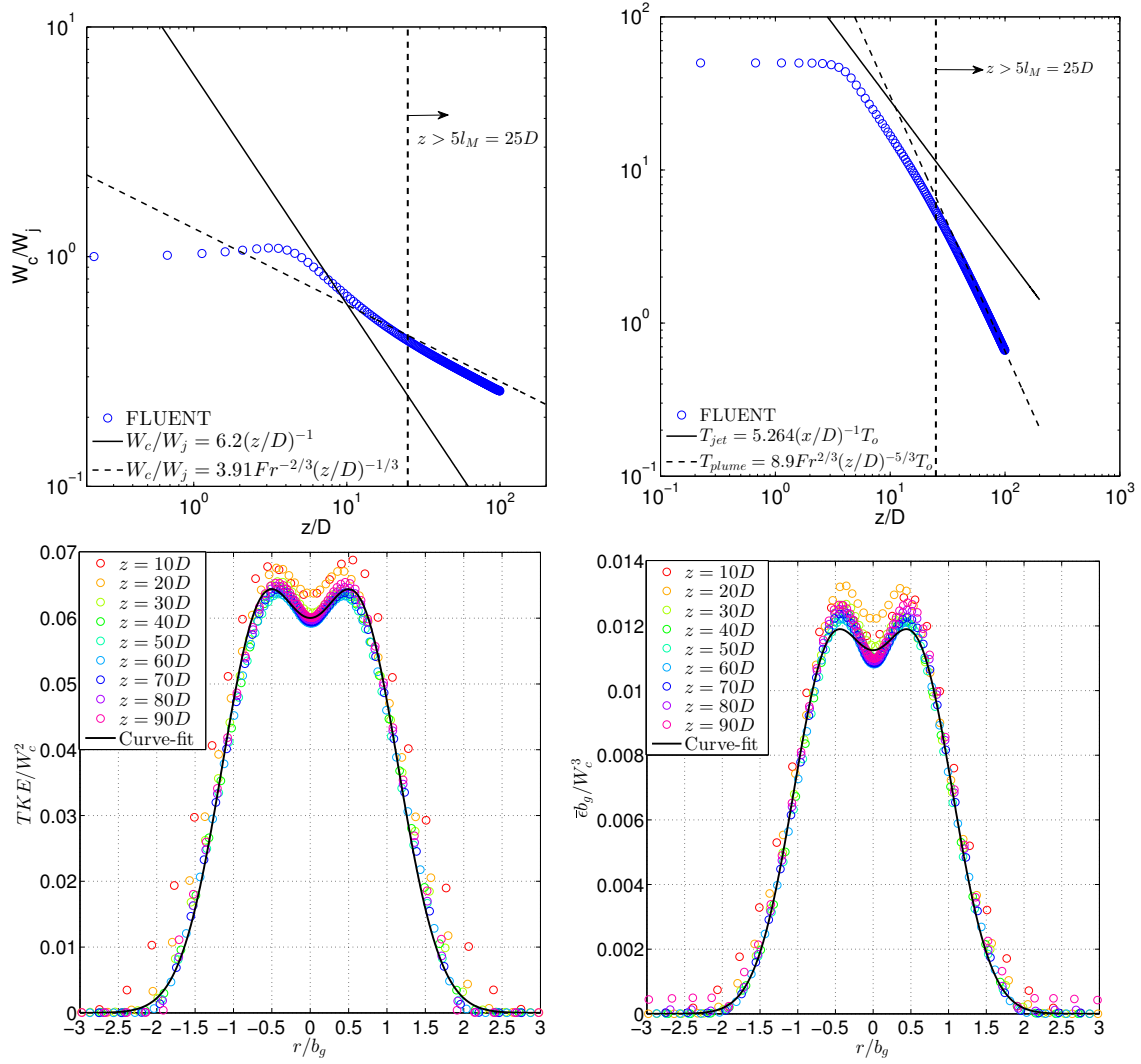 10^1
10^0
10^{-1}
W_c/W_j
z > 5l_M = 25D
FLUENT
W_c/W_j = 6.2(z/D)^{-1}
W_c/W_j = 3.91Fr^{-2/3}(z/D)^{-1/3}
10^0 10^1 10^2
z/D
10^2
10^1
10^0
10^{-1}
z > 5l_M = 25D
FLUENT
T_{jet} = 5.264(x/D)^{-1}T_o
T_{plume} = 8.9Fr^{2/3}(z/D)^{-5/3}T_o
10^{-1} 10^0 10^1 10^2 10^3
z/D
0.07
0.06
0.05
0.04
0.03
0.02
0.01
0
TKE/W_c^2
z = 10D
z = 20D
z = 30D
z = 40D
z = 50D
z = 60D
z = 70D
z = 80D
z = 90D
Curve-fit
−3 −2.5 −2 −1.5 −1 −0.5 0 0.5 1 1.5 2 2.5 3
r/b_g
0.014
0.012
0.01
0.008
0.006
0.004
0.002
0
ε̄b_g/W_c^3
z = 10D
z = 20D
z = 30D
z = 40D
z = 50D
z = 60D
z = 70D
z = 80D
z = 90D
Curve-fit
−3 −2.5 −2 −1.5 −1 −0.5 0 0.5 1 1.5 2 2.5 3
r/b_g